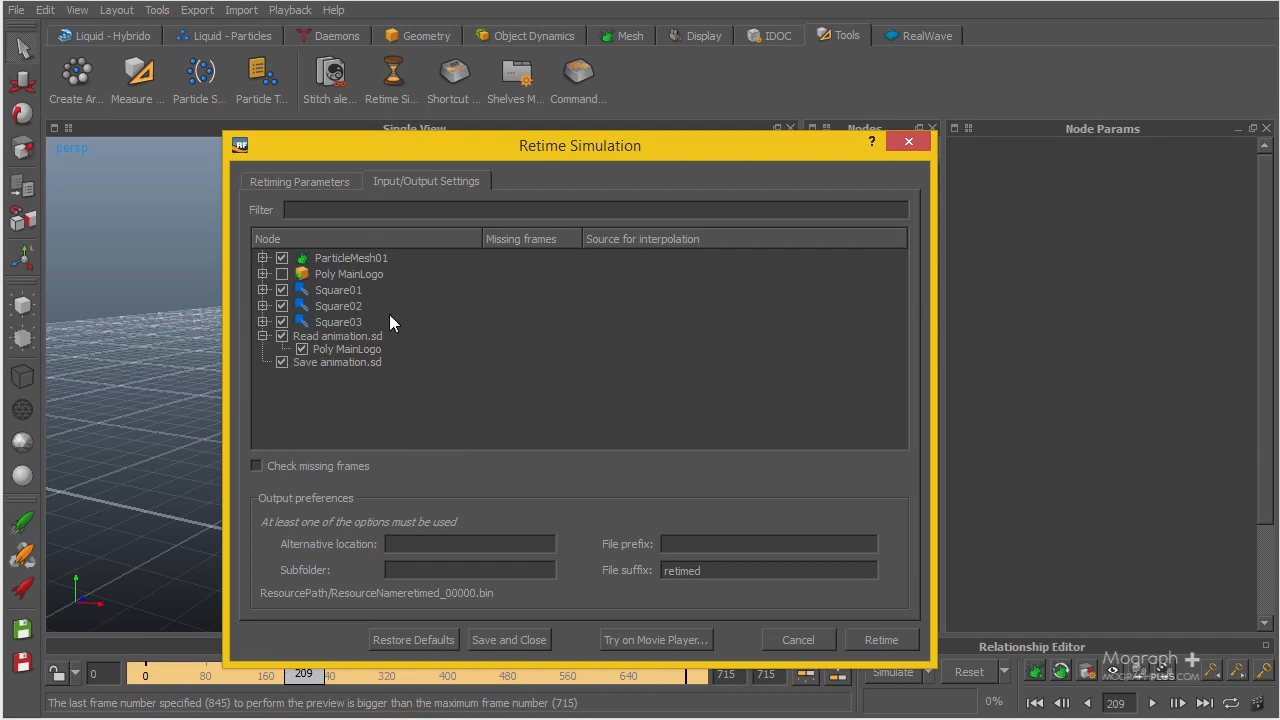 File Edit View Layout Tools Export Import Playback Help
Liquid - Hybrido Liquid - Particles Daemons Geometry Object Dynamics Mesh Display IDOC Tools RealWave
Create Ar... Measure ... Particle S... Particle T... Stitch ale... Retime Si... Shortcut ... Shelves M... Command...
Single View Nodes Node Params
persp
RF
Retime Simulation
?
Retiming Parameters Input/Output Settings
Filter
Node Missing frames Source for interpolation
ParticleMesh01
Poly MainLogo
Square01
Square02
Square03
Read animation.sd
Poly MainLogo
Save animation.sd
Check missing frames
Output preferences
At least one of the options must be used
Alternative location: File prefix:
Subfolder: File suffix: retimed
ResourcePath/ResourceNameretimed_00000.bin
Restore Defaults Save and Close Try on Movie Player... Cancel Retime
Relationship Editor
Mograph
MOGRAPHPLUS.COM
0 0 80 160 209 40 320 400 480 560 640 715 715 Simulate Reset
The last frame number specified (845) to perform the preview is bigger than the maximum frame number (715) 0% 209